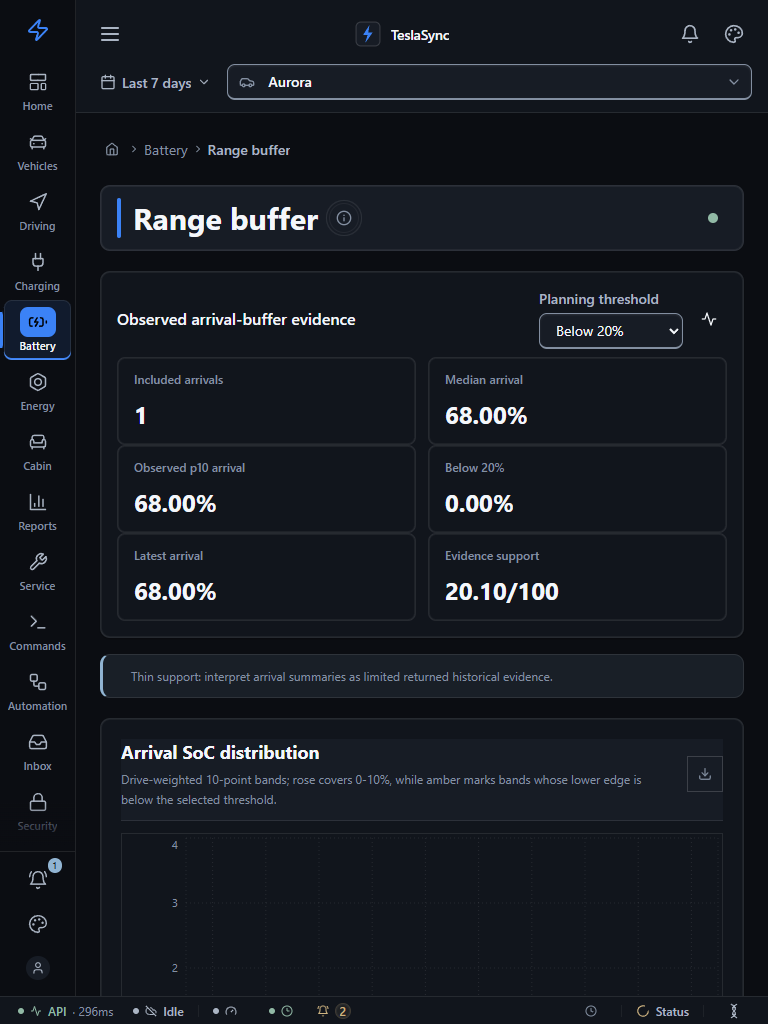 TeslaSync
Last 7 days
Aurora
Home
Vehicles
Driving
Charging
Battery
Energy
Cabin
Reports
Service
Commands
Automation
Inbox
Security
1
Battery
Range buffer
Range buffer
Observed arrival-buffer evidence
Planning threshold
Below 20%
Included arrivals
1
Median arrival
68.00%
Observed p10 arrival
68.00%
Below 20%
0.00%
Latest arrival
68.00%
Evidence support
20.10/100
Thin support: interpret arrival summaries as limited returned historical evidence.
Arrival SoC distribution
Drive-weighted 10-point bands; rose covers 0-10%, while amber marks bands whose lower edge is
below the selected threshold.
4
3
2
API · 296ms
Idle
2
Status